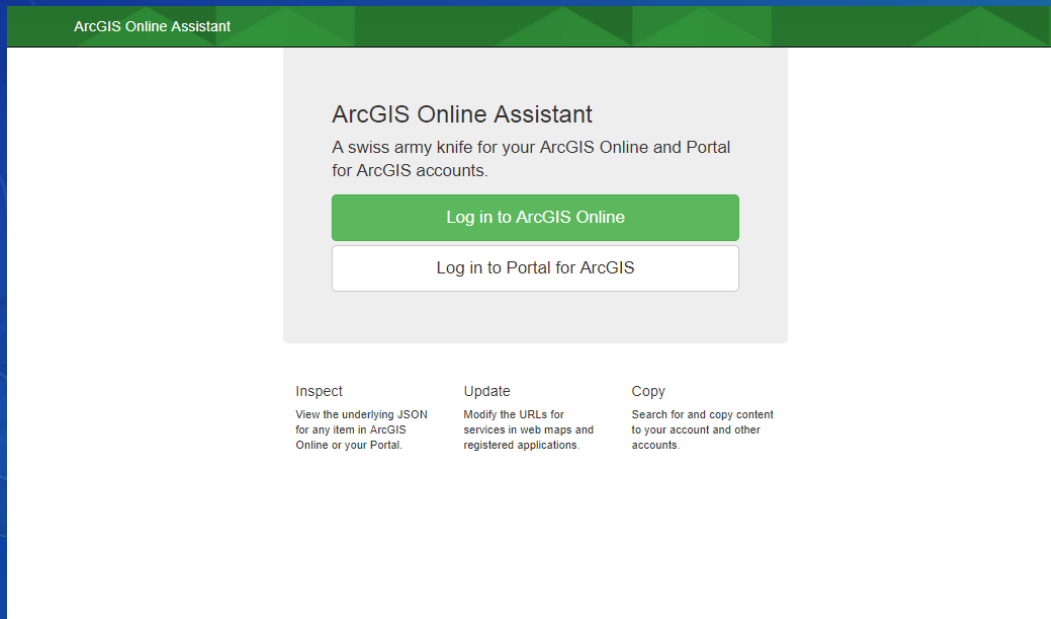 ArcGIS Online Assistant
ArcGIS Online Assistant
A swiss army knife for your ArcGIS Online and Portal
for ArcGIS accounts.
Log in to ArcGIS Online
Log in to Portal for ArcGIS
Inspect
View the underlying JSON
for any item in ArcGIS
Online or your Portal.
Update
Modify the URLs for
services in web maps and
registered applications.
Copy
Search for and copy content
to your account and other
accounts.